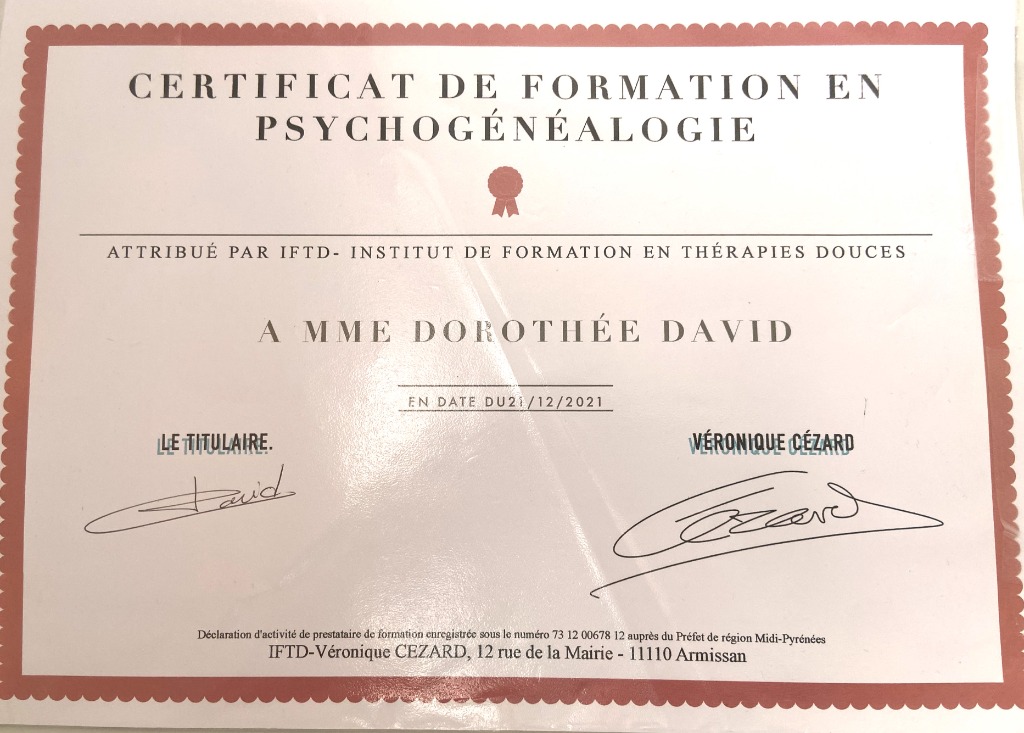 CERTIFICAT DE FORMATION EN
PSYCHOGÉNÉALOGIE
ATTRIBUÉ PAR IFTD- INSTITUT DE FORMATION EN THÉRAPIES DOUCES
A MME DOROTHÉE DAVID
EN DATE DU21/12/2021
LE TITULAIRE.
VÉRONIQUE CÉZARD
David
Cezard
Déclaration d'activité de prestataire de formation enregistrée sous le numéro 73 12 00678 12 auprès du Préfet de région Midi-Pyrénées
IFTD-Véronique CEZARD, 12 rue de la Mairie - 11110 Armissan